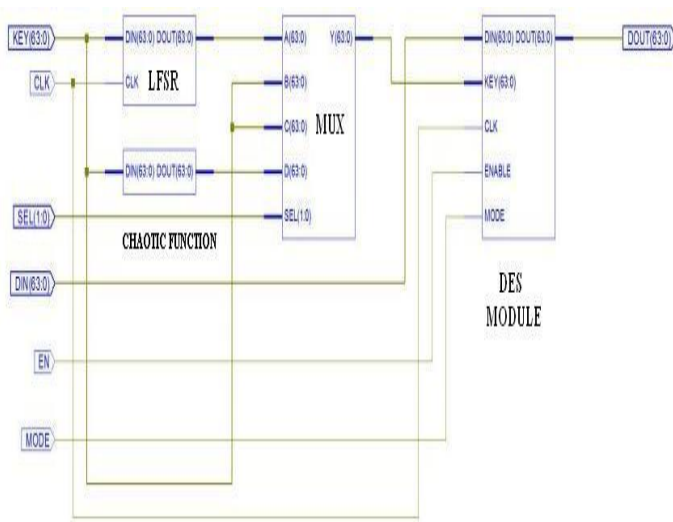 KEY(63:0)
CLK
SEL(1:0)
DIN(63:0)
EN
MODE
DIN(63:0) DOUT(63:0)
CLK
LFSR
DIN(63:0) DOUT(63:0)
CHAOTIC FUNCTION
A(63:0)
Y(63:0)
B(63:0)
C(63:0)
D(63:0)
SEL(1:0)
MUX
DIN(63:0) DOUT(63:0)
KEY(63:0)
CLK
ENABLE
MODE
DES
MODULE
DOUT(63:0)